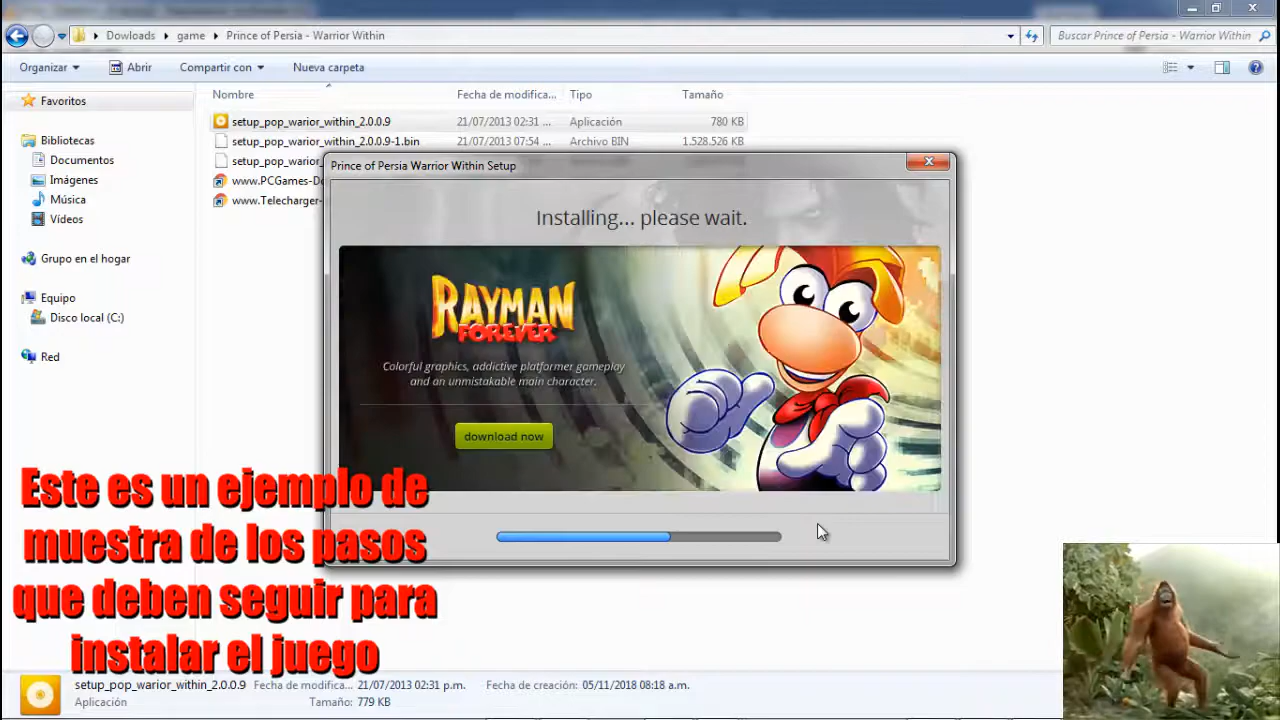 Dowloads
game
Prince of Persia - Warrior Within
Buscar Prince of Persia - Warrior Within
Organizar
Abrir
Compartir con
Nueva carpeta
Favoritos
Bibliotecas
Documentos
Imágenes
Música
Vídeos
Grupo en el hogar
Equipo
Disco local (C:)
Red
Nombre
Fecha de modifica...
Tipo
Tamaño
setup_pop_warior_within_2.0.0.9
21/07/2013 02:31 ...
Aplicación
780 KB
setup_pop_warior_within_2.0.0.9-1.bin
21/07/2013 07:54 ...
Archivo BIN
1.528.526 KB
setup_pop_warior
www.PCGames-Do
www.Telecharger-
Prince of Persia Warrior Within Setup
Installing... please wait.
RAYMAN
FOREVER
Colorful graphics, addictive platformer gameplay
and an unmistakable main character.
download now
Este es un ejemplo de
muestra de los pasos
que deben seguir para
instalar el juego
setup_pop_warior_within_2.0.0.9
Fecha de modifica... 21/07/2013 02:31 p.m.
Fecha de creación: 05/11/2018 08:18 a.m.
Aplicación
Tamaño: 779 KB